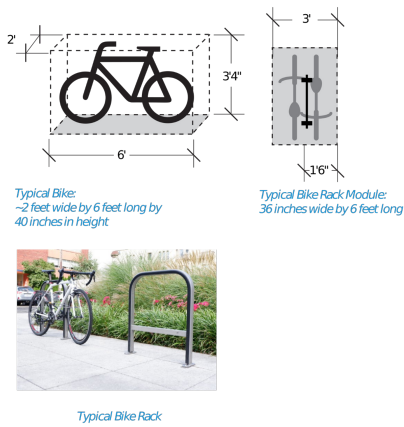 2'
3'4"
6'
Typical Bike:
~2 feet wide by 6 feet long by
40 inches in height
3'
1'6"
Typical Bike Rack Module:
36 inches wide by 6 feet long
Typical Bike Rack